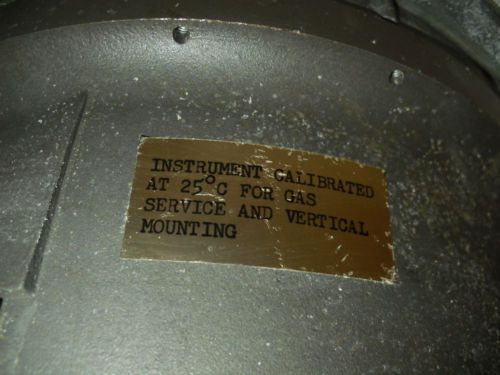 INSTRUMENT CALIBRATED
AT 25°C FOR GAS
SERVICE AND VERTICAL
MOUNTING